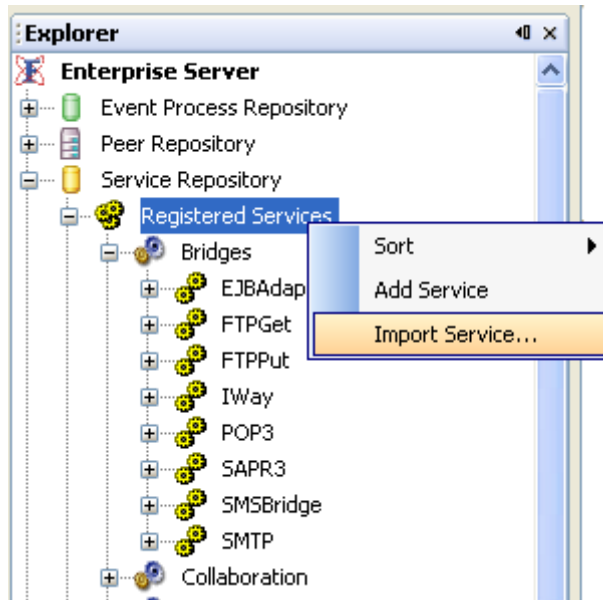 Explorer
Enterprise Server
Event Process Repository
Peer Repository
Service Repository
Registered Services
Bridges
Sort
EJBAdap
Add Service
FTPGet
Import Service...
FTPPut
IWay
POP3
SAPR3
SMSBridge
SMTP
Collaboration